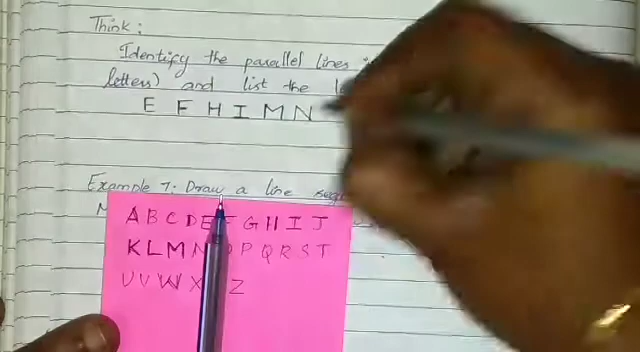 Think:
Identify the parallel lines
letters) and list the
E F H I M N
Example 7: Draw a line
A B C D E F G H I J
K L M N P Q R S T
U V W X Z